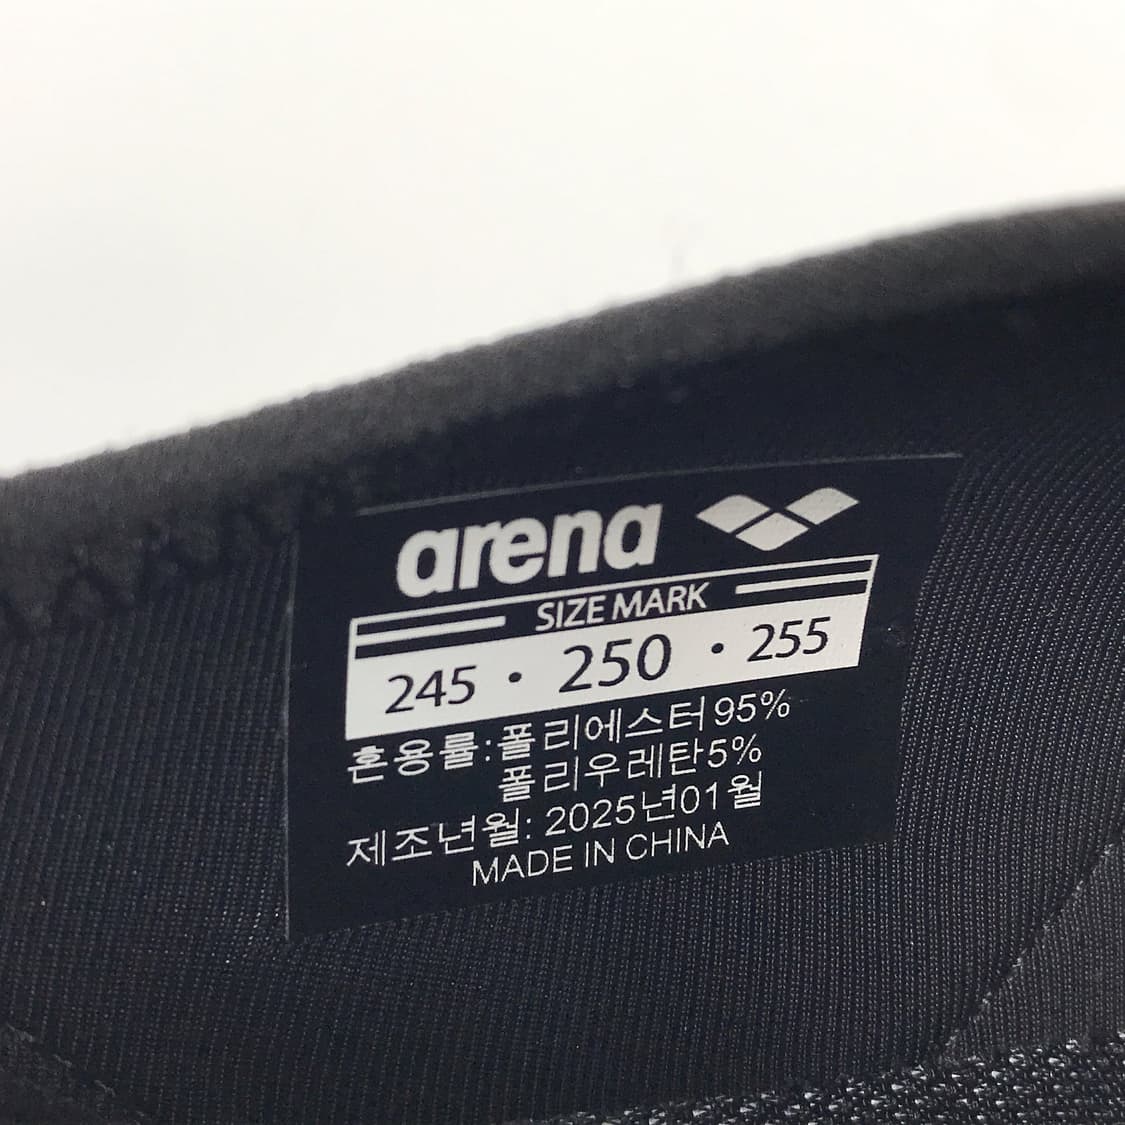 arena
SIZE MARK
245 · 250 · 255
혼용률:폴리에스터95%
폴리우레탄5%
제조년월: 2025년01월
MADE IN CHINA